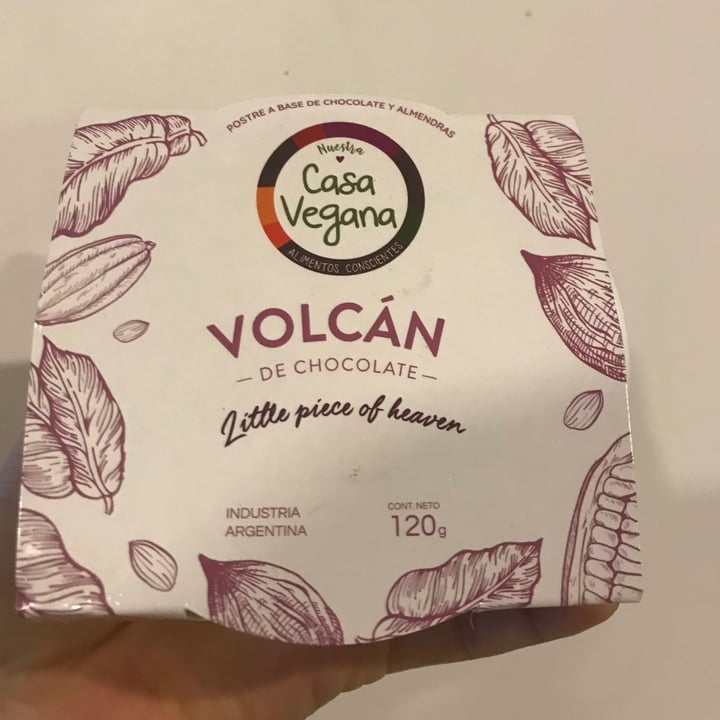 POSTRE A BASE DE CHOCOLATE Y ALMENDRAS
Nuestra
Casa
Vegana
ALIMENTOS CONSCIENTES
VOLCÁN
DE CHOCOLATE
Little piece of heaven
INDUSTRIA
ARGENTINA
CONT. NETO
120g